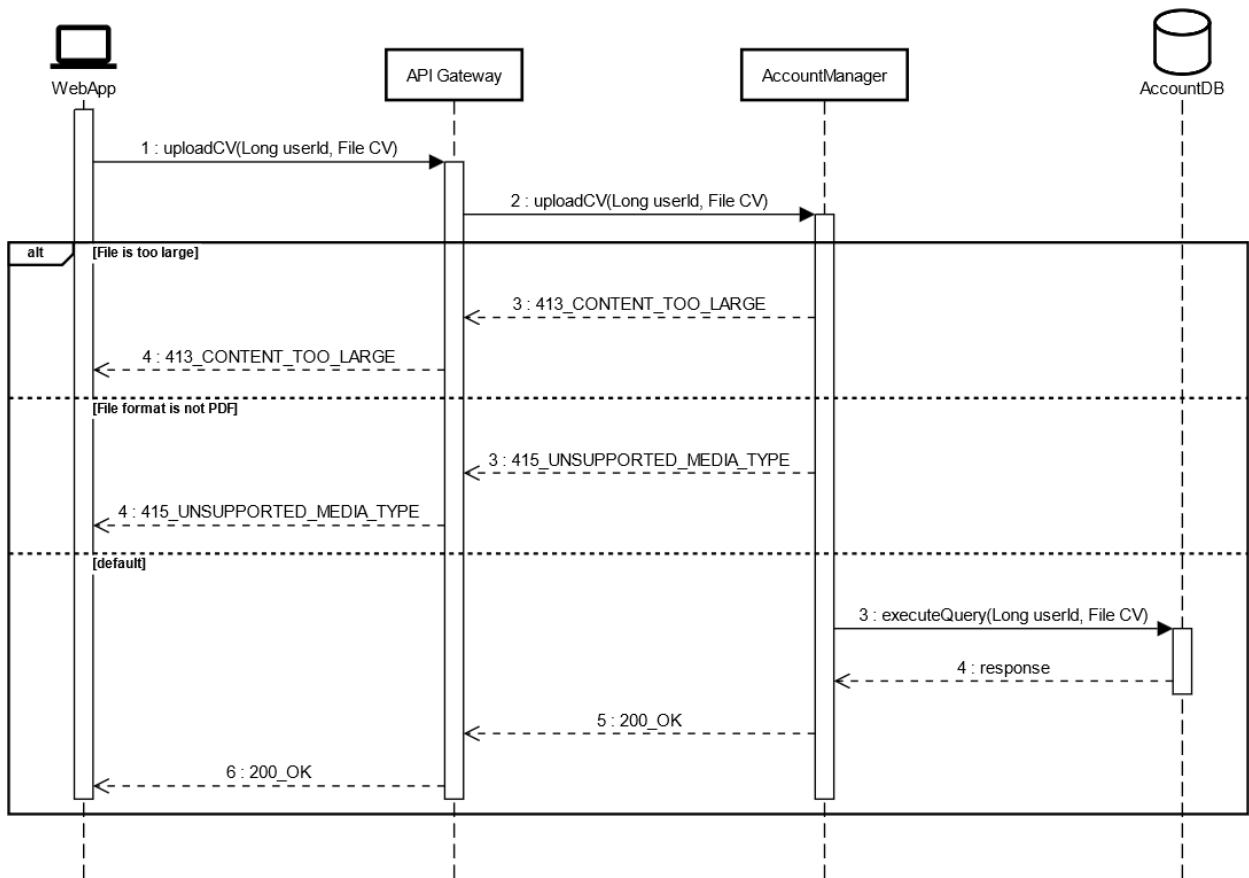 WebApp
API Gateway
AccountManager
AccountDB
1 : uploadCV(Long userId, File CV)
2 : uploadCV(Long userId, File CV)
alt
[File is too large]
3 : 413_CONTENT_TOO_LARGE
4 : 413_CONTENT_TOO_LARGE
[File format is not PDF]
3 : 415_UNSUPPORTED_MEDIA_TYPE
4 : 415_UNSUPPORTED_MEDIA_TYPE
[default]
3 : executeQuery(Long userId, File CV)
4 : response
5 : 200_OK
6 : 200_OK